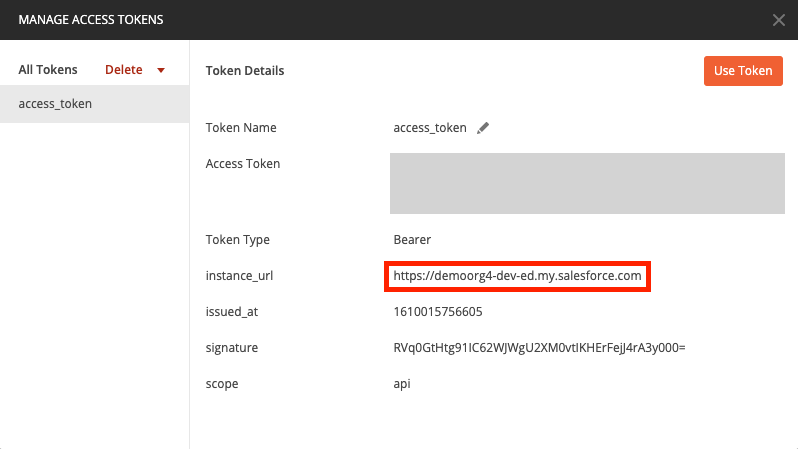 MANAGE ACCESS TOKENS
All Tokens Delete
access_token
Token Details
Use Token
Token Name access_token
Access Token
Token Type Bearer
instance_url https://demoorg4-dev-ed.my.salesforce.com
issued_at 1610015756605
signature RVq0GtHtg91IC62WJWgU2XM0vtIKHErFejJ4rA3y000=
scope api